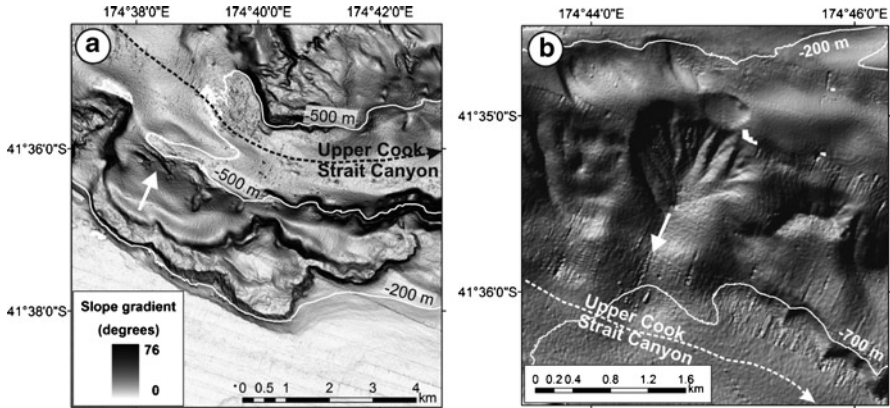 174°38'0"E
174°40'0"E
174°42'0"E
a
41°36'0"S
41°38'0"S
-500 m
Upper Cook
Strait Canyon
-500 m
-200 m
Slope gradient
(degrees)
76
0
0 0.5 1 2 3 4
km
174°44'0"E
174°46'0"E
b
-200 m
41°35'0"S
41°36'0"S
Upper Cook
Strait Canyon
-700 m
0 0.2 0.4 0.8 1.2 1.6
km